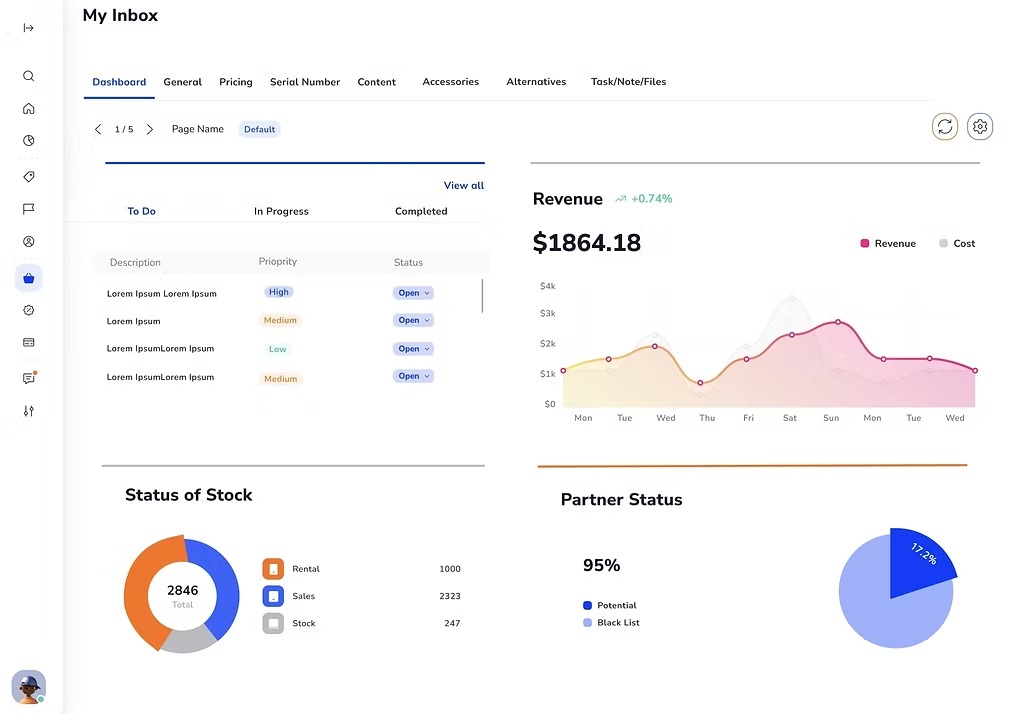 My Inbox
Dashboard General Pricing Serial Number Content Accessories Alternatives Task/Note/Files
1 / 5 Page Name Default
View all
To Do In Progress Completed
Description Prioprity Status
Lorem Ipsum Lorem Ipsum High Open
Lorem Ipsum Medium Open
Lorem IpsumLorem Ipsum Low Open
Lorem IpsumLorem Ipsum Medium Open
Revenue +0.74%
$1864.18
Revenue Cost
$4k
$3k
$2k
$1k
$0
Mon Tue Wed Thu Fri Sat Sun Mon Tue Wed
Status of Stock
2846
Total
Rental 1000
Sales 2323
Stock 247
Partner Status
95%
Potential
Black List
17.2%